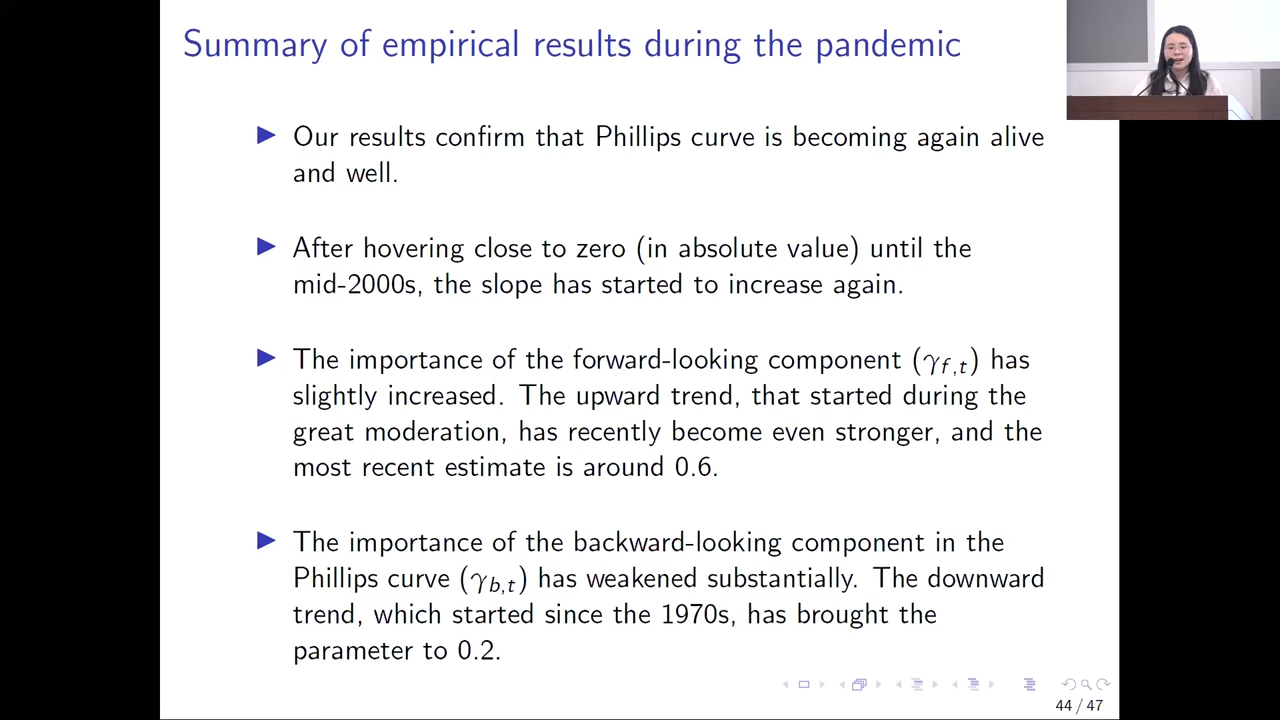 Summary of empirical results during the pandemic
▶ Our results confirm that Phillips curve is becoming again alive
and well.
▶ After hovering close to zero (in absolute value) until the
mid-2000s, the slope has started to increase again.
▶ The importance of the forward-looking component (γf,t) has
slightly increased. The upward trend, that started during the
great moderation, has recently become even stronger, and the
most recent estimate is around 0.6.
▶ The importance of the backward-looking component in the
Phillips curve (γb,t) has weakened substantially. The downward
trend, which started since the 1970s, has brought the
parameter to 0.2.
44 / 47